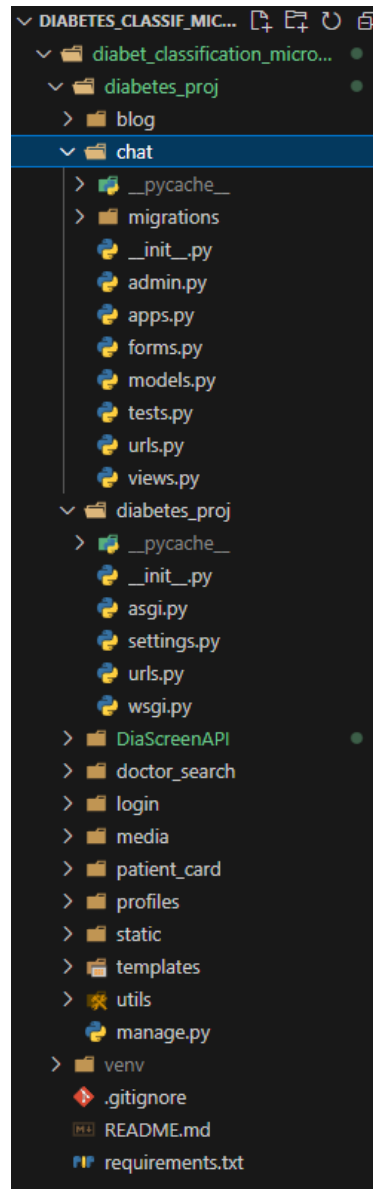 DIABETES_CLASSIF_MIC...
diabet_classification_micro...
diabetes_proj
blog
chat
__pycache__
migrations
__init__.py
admin.py
apps.py
forms.py
models.py
tests.py
urls.py
views.py
diabetes_proj
__pycache__
__init__.py
asgi.py
settings.py
urls.py
wsgi.py
DiaScreenAPI
doctor_search
login
media
patient_card
profiles
static
templates
utils
manage.py
venv
.gitignore
README.md
requirements.txt